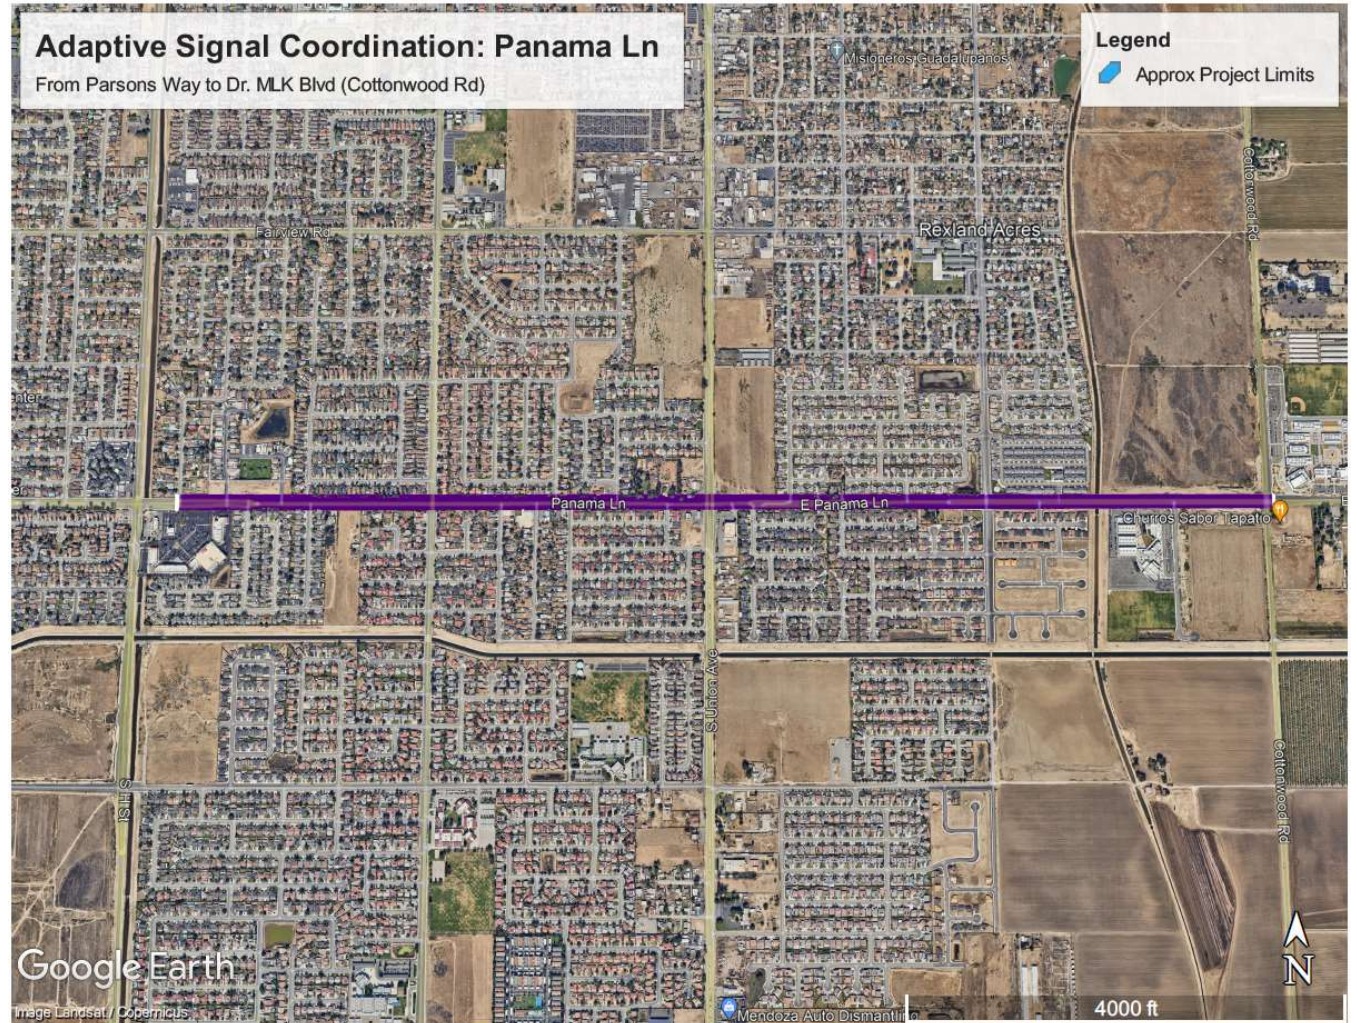 Adaptive Signal Coordination: Panama Ln
From Parsons Way to Dr. MLK Blvd (Cottonwood Rd)
Legend
Approx Project Limits
Misioneros Guadalupanos
Cottonwood Rd
Fairview Rd
Rexland Acres
Panama Ln
E Panama Ln
Churros Sabor Tapatio
S Union Ave
S H St
Cottonwood Rd
N
Google Earth
4000 ft
Image Landsat / Copernicus
Mendoza Auto Dismantling